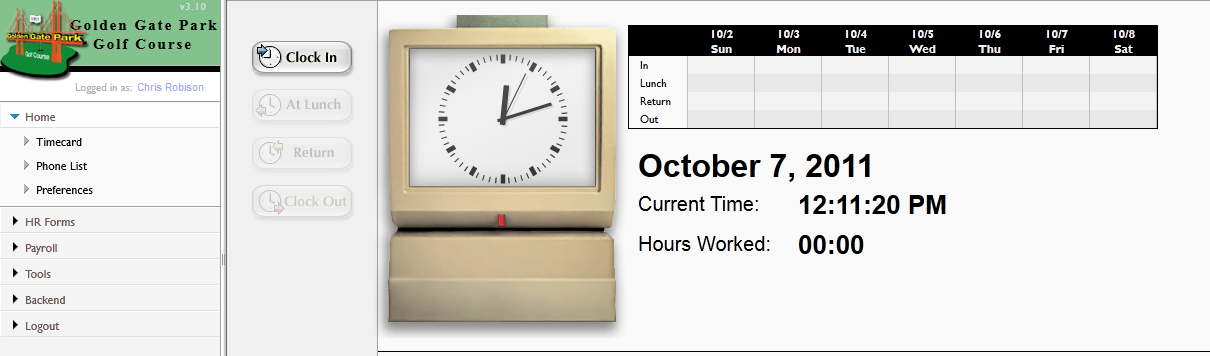 v3.10
Golden Gate Park
Golf Course
Golden Gate Park
Golf Course
Logged in as: Chris Robison
Home
Timecard
Phone List
Preferences
HR Forms
Payroll
Tools
Backend
Logout
Clock In
At Lunch
Return
Clock Out
10/2 10/3 10/4 10/5 10/6 10/7 10/8
Sun Mon Tue Wed Thu Fri Sat
In
Lunch
Return
Out
October 7, 2011
Current Time: 12:11:20 PM
Hours Worked: 00:00